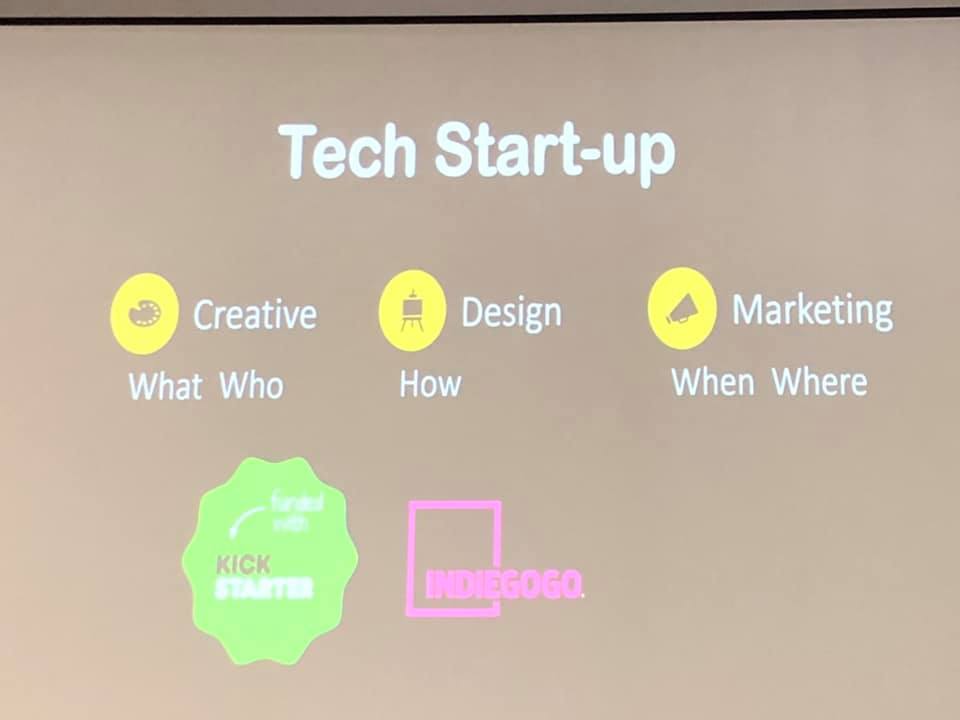 Tech Start-up
Creative
Design
Marketing
What Who
How
When Where
funded
with
KICK
STARTER
INDIEGOGO.